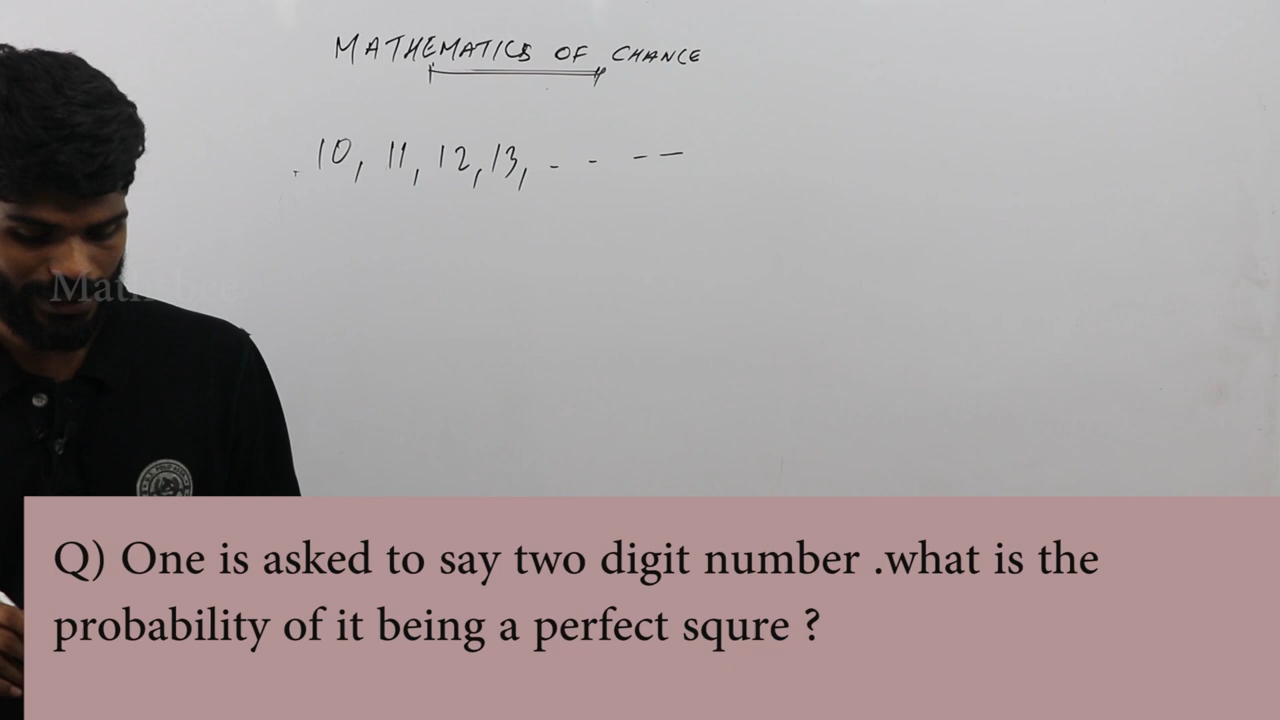 MATHEMATICS OF CHANCE
10, 11, 12, 13, - - - -
Q) One is asked to say two digit number .what is the
probability of it being a perfect squre ?